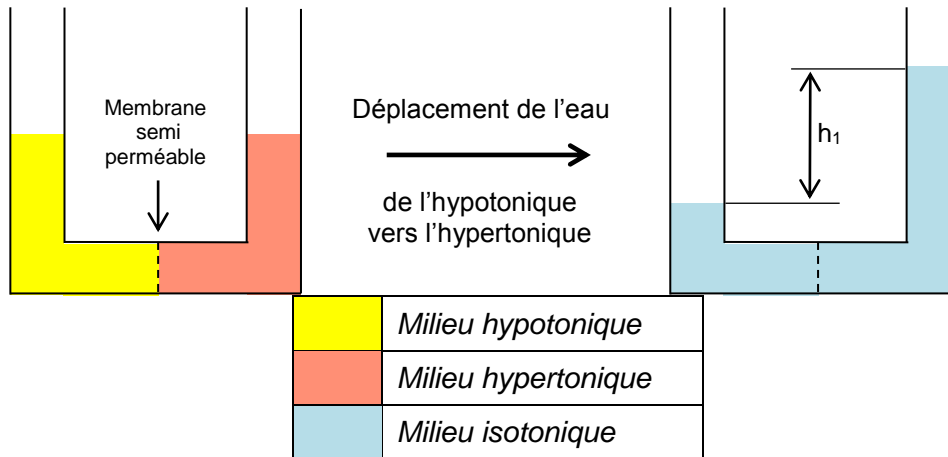 Membrane
semi
perméable
Déplacement de l'eau
de l'hypotonique
vers l'hypertonique
h₁
Milieu hypotonique
Milieu hypertonique
Milieu isotonique